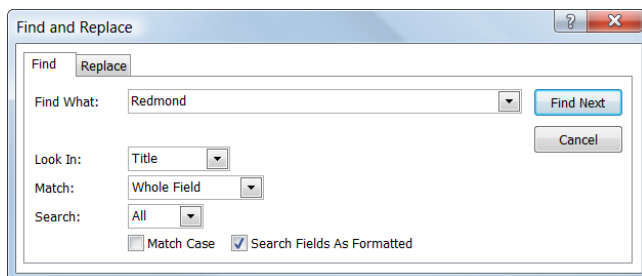 Find and Replace
Find Replace
Find What: Redmond Find Next
Cancel
Look In: Title
Match: Whole Field
Search: All
Match Case Search Fields As Formatted